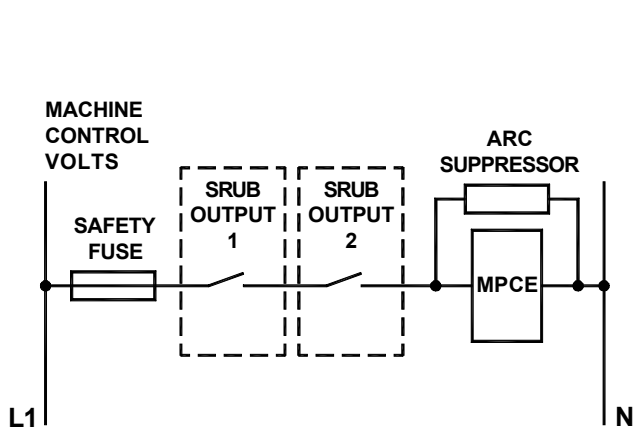 MACHINE
CONTROL
VOLTS
ARC
SUPPRESSOR
SAFETY
FUSE
SRUB
OUTPUT
1
SRUB
OUTPUT
2
MPCE
L1
N